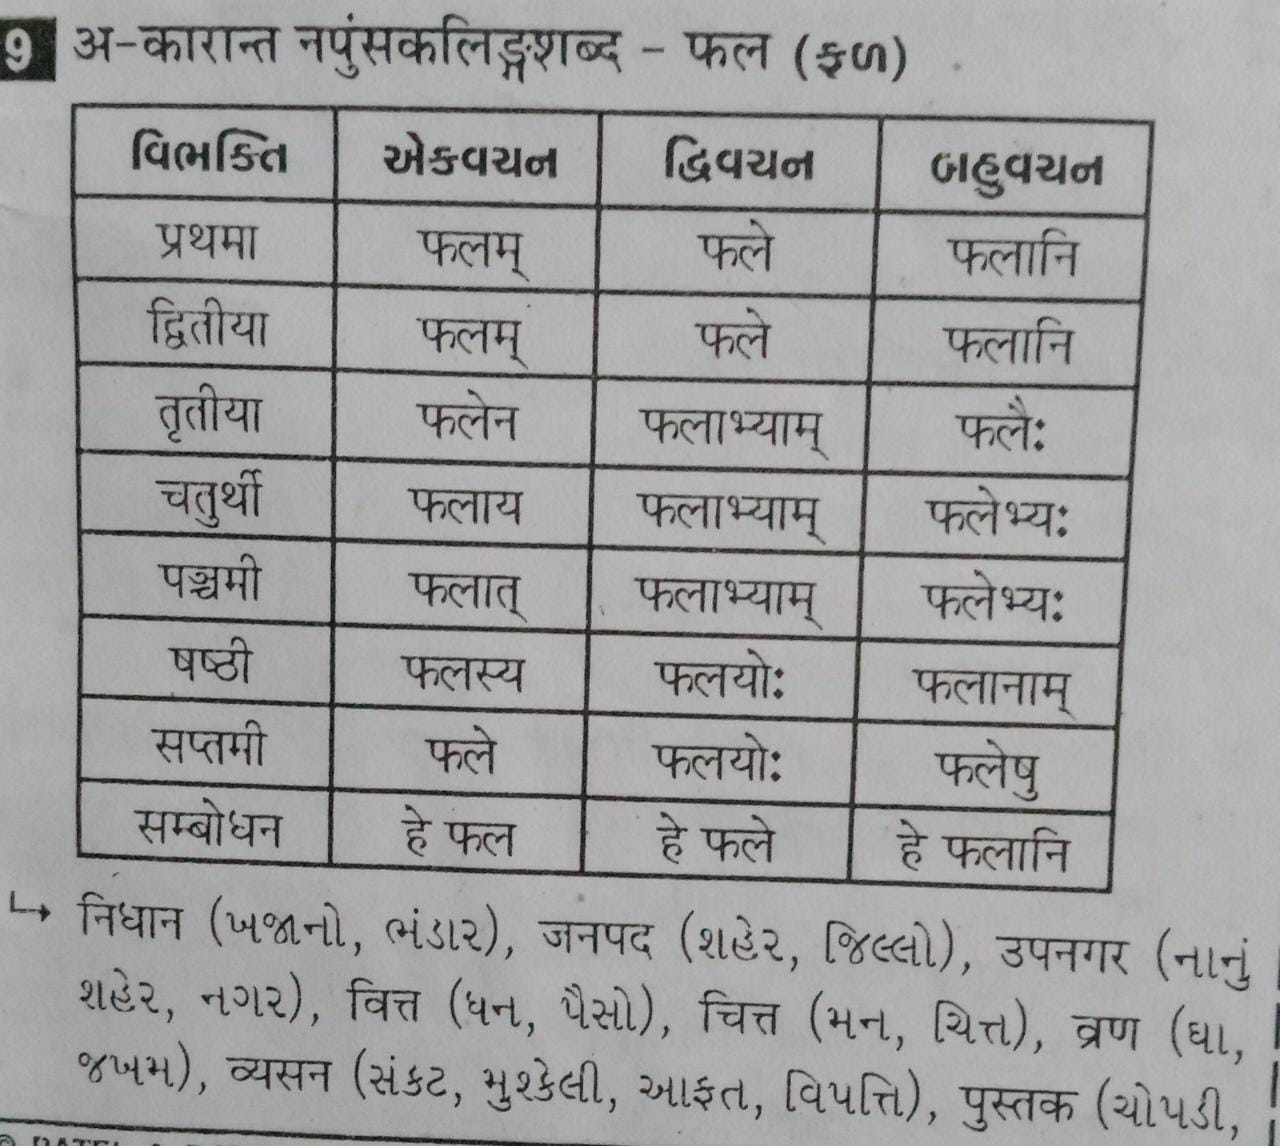 9 अ-कारान्त नपुंसकलिङ्गशब्द - फल (ફળ)
વિભક્તિ એકવચન દ્વિવચન બહુવચન
प्रथमा फलम् फले फलानि
द्वितीया फलम् फले फलानि
तृतीया फलेन फलाभ्याम् फलैः
चतुर्थी फलाय फलाभ्याम् फलेभ्यः
पञ्चमी फलात् फलाभ्याम् फलेभ्यः
षष्ठी फलस्य फलयोः फलानाम्
सप्तमी फले फलयोः फलेषु
सम्बोधन हे फल हे फले हे फलानि
↳ निधान (ખજાનો, ભંડાર), जनपद (શહેર, જિલ્લો), उपनगर (નાનું
શહેર, નગર), वित्त (ધન, પૈસો), चित्त (મન, ચિત્ત), व्रण (ઘા,
જખમ), व्यसन (સંકટ, મુશ્કેલી, આફત, વિપત્તિ), पुस्तक (ચોપડી,